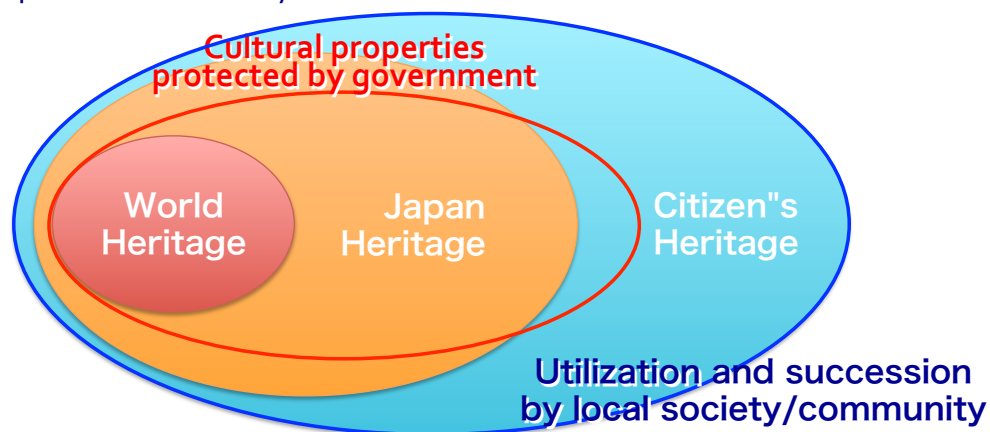 Cultural properties
protected by government
World
Heritage
Japan
Heritage
Citizen"s
Heritage
Utilization and succession
by local society/community